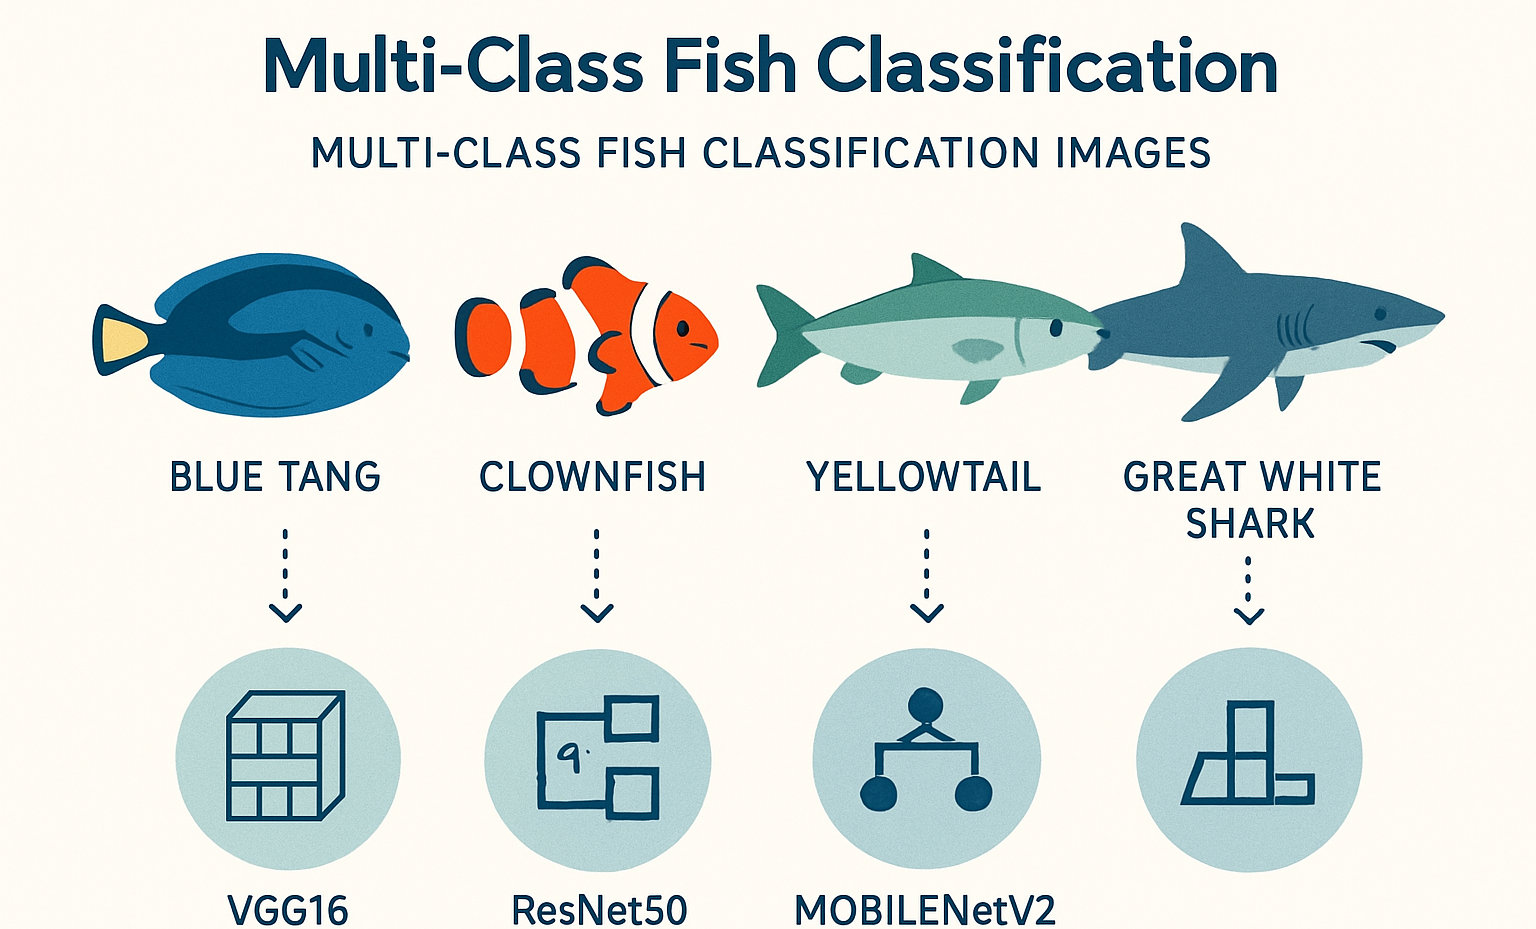 Multi-Class Fish Classification
MULTI-CLASS FISH CLASSIFICATION IMAGES
BLUE TANG
CLOWNFISH
YELLOWTAIL
GREAT WHITE
SHARK
9.
VGG16
ResNet50
MOBILENetV2